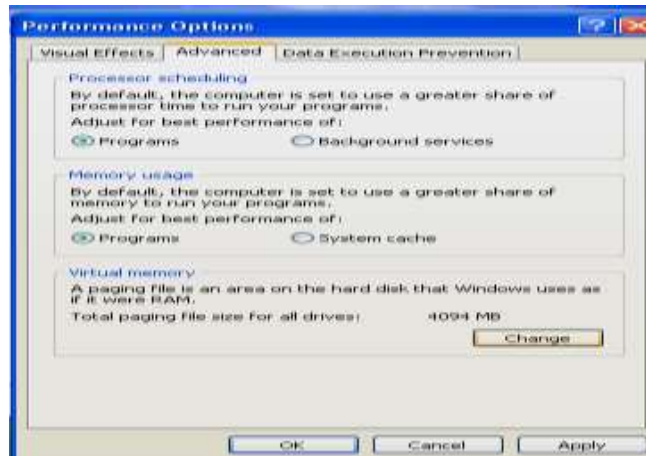 Performance Options
Visual Effects Advanced Data Execution Prevention
Processor scheduling
By default, the computer is set to use a greater share of
processor time to run your programs.
Adjust for best performance of:
Programs Background services
Memory usage
By default, the computer is set to use a greater share of
memory to run your programs.
Adjust for best performance of:
Programs System cache
Virtual memory
A paging file is an area on the hard disk that Windows uses as
if it were RAM.
Total paging file size for all drives: 4094 MB
Change
OK Cancel Apply